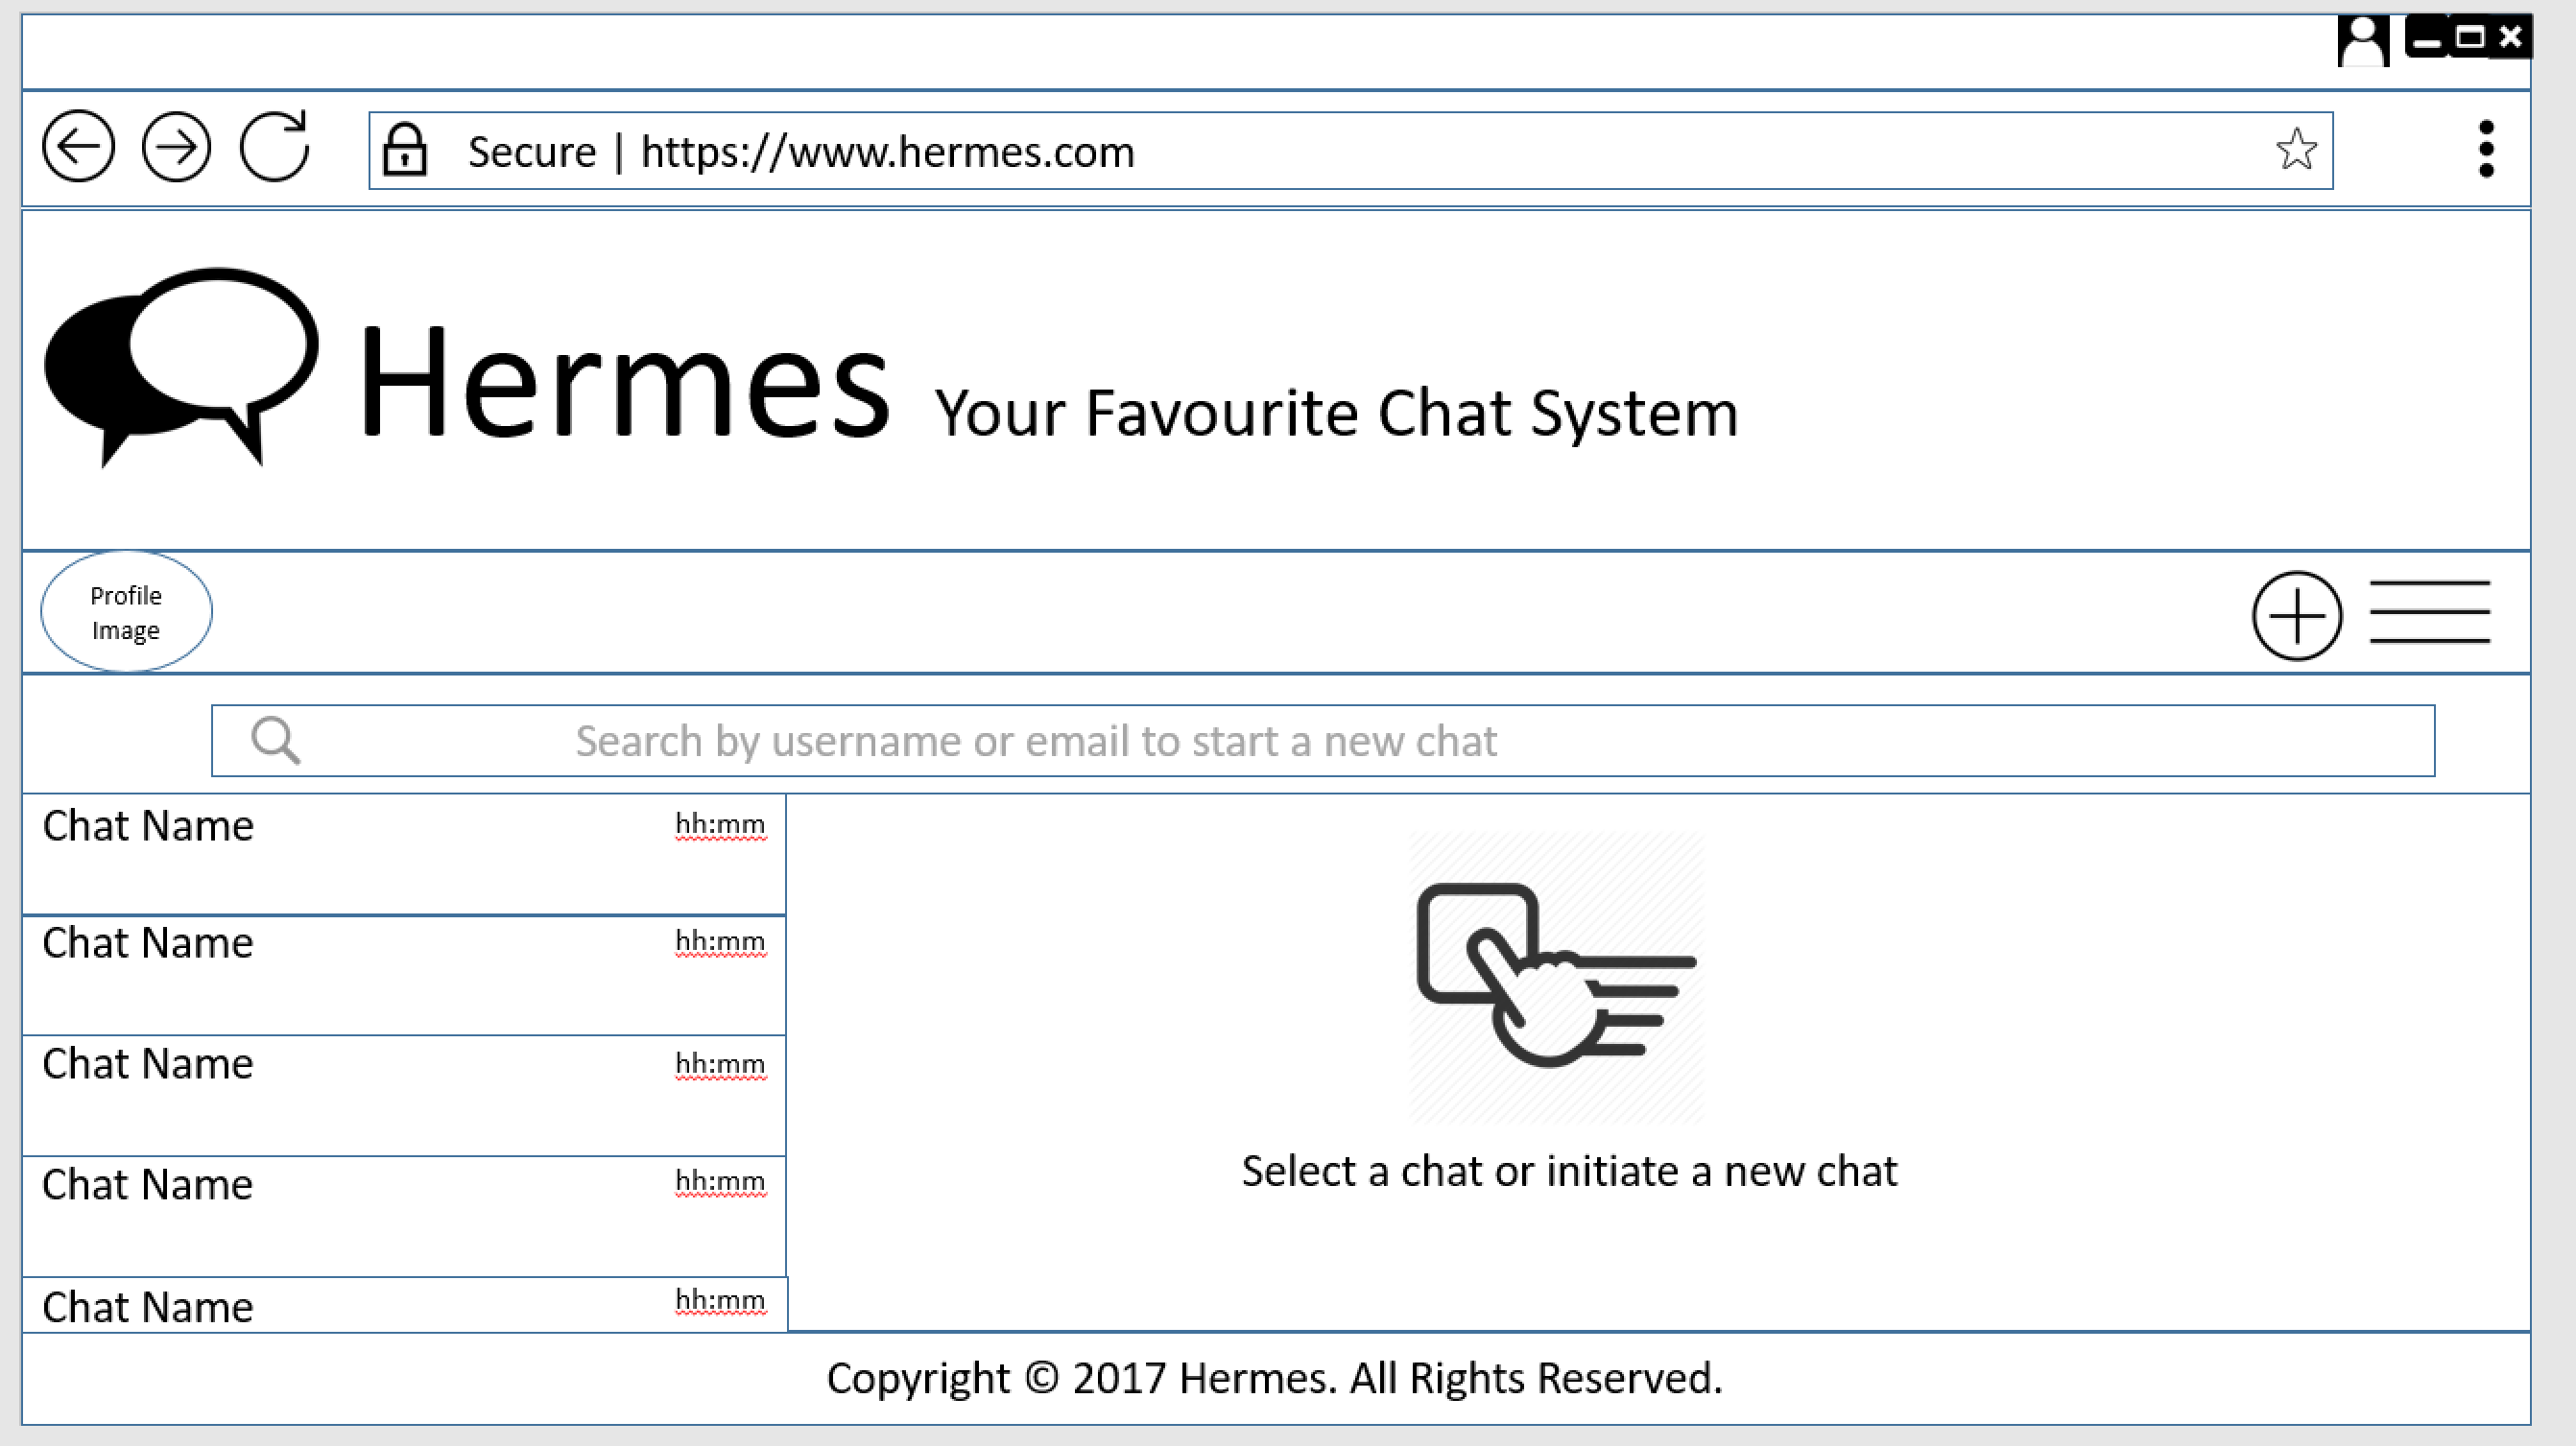 Secure | https://www.hermes.com
Hermes Your Favourite Chat System
Profile
Image
Search by username or email to start a new chat
Chat Name hh:mm
Chat Name hh:mm
Chat Name hh:mm
Chat Name hh:mm
Chat Name hh:mm
Select a chat or initiate a new chat
Copyright © 2017 Hermes. All Rights Reserved.